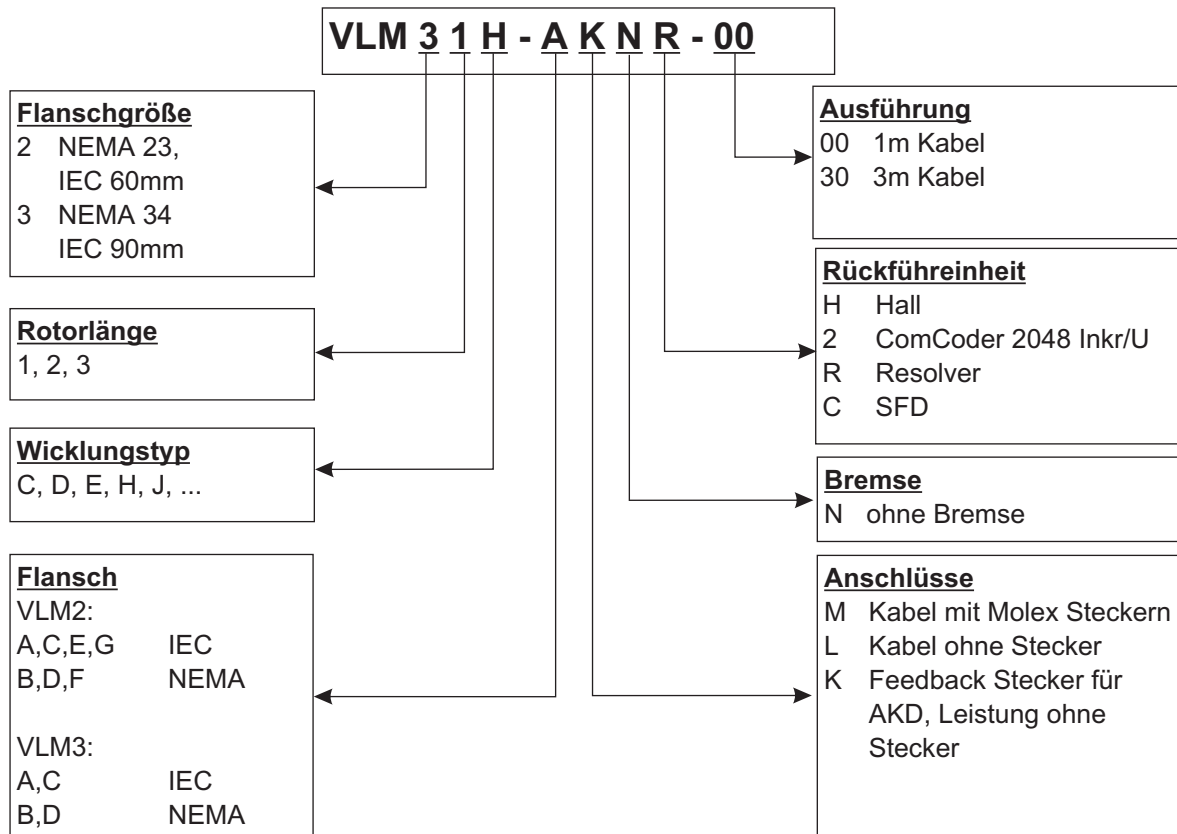 VLM 3 1 H - A K N R - 00
Flanschgröße
2 NEMA 23,
IEC 60mm
3 NEMA 34
IEC 90mm
Rotorlänge
1, 2, 3
Wicklungstyp
C, D, E, H, J, ...
Flansch
VLM2:
A,C,E,G IEC
B,D,F NEMA
VLM3:
A,C IEC
B,D NEMA
Ausführung
00 1m Kabel
30 3m Kabel
Rückführeinheit
H Hall
2 ComCoder 2048 Inkr/U
R Resolver
C SFD
Bremse
N ohne Bremse
Anschlüsse
M Kabel mit Molex Steckern
L Kabel ohne Stecker
K Feedback Stecker für
AKD, Leistung ohne
Stecker